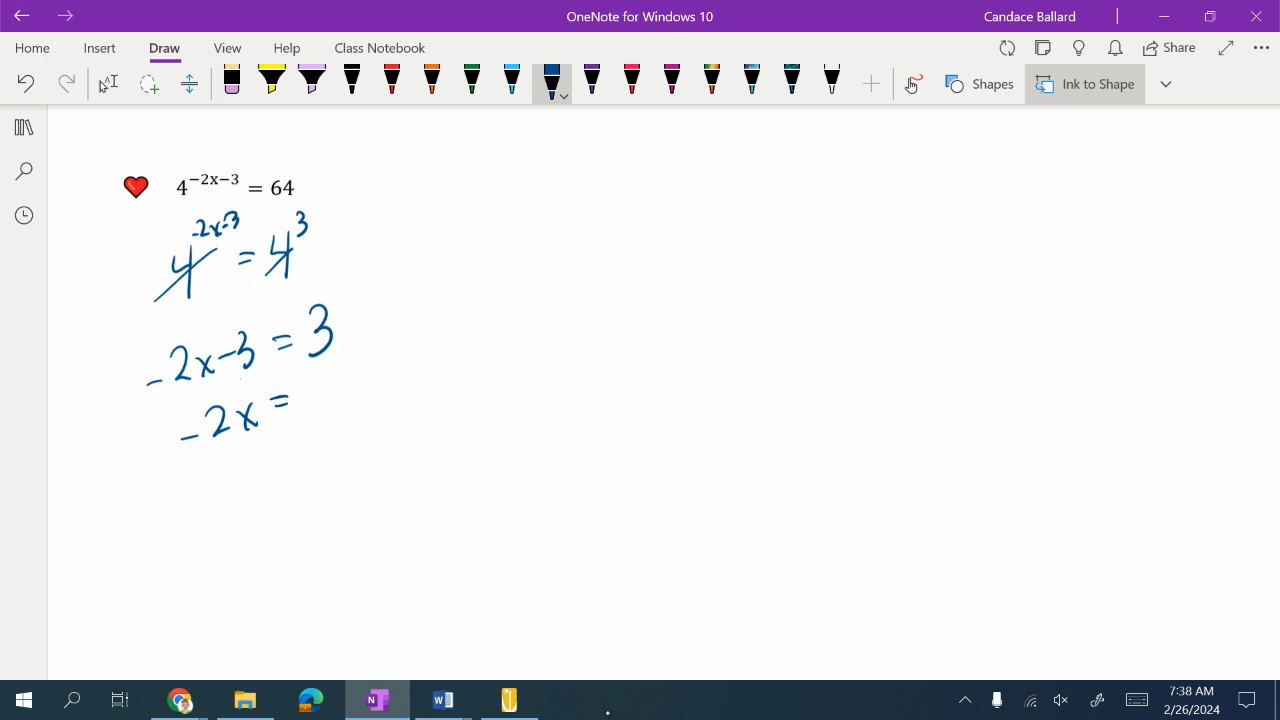 OneNote for Windows 10
Candace Ballard
Home Insert Draw View Help Class Notebook Share
Shapes Ink to Shape
4^{−2x−3} = 64
4^{-2x-3} = 4^3
-2x-3 = 3
-2x =
7:38 AM
2/26/2024